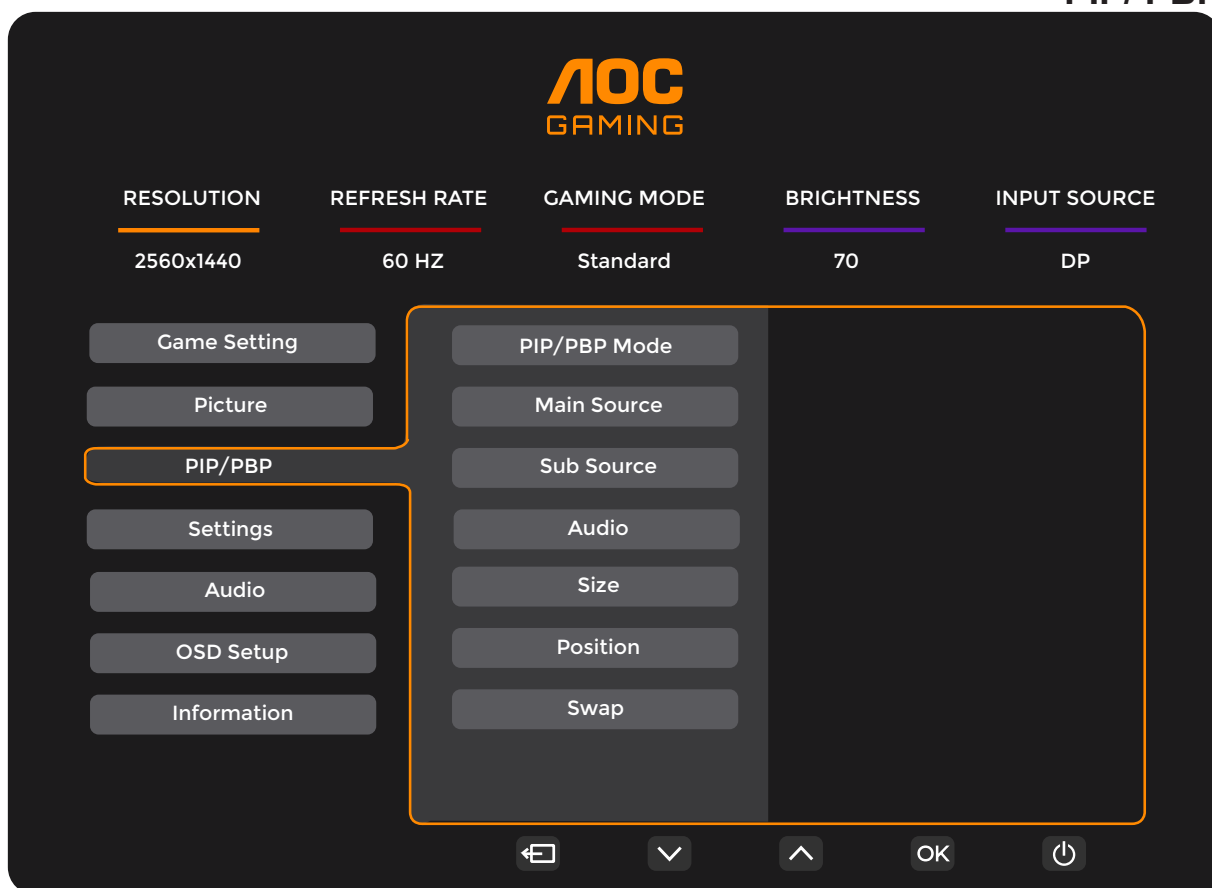 AOC
GAMING
RESOLUTION REFRESH RATE GAMING MODE BRIGHTNESS INPUT SOURCE
2560x1440 60 HZ Standard 70 DP
Game Setting
Picture
PIP/PBP
Settings
Audio
OSD Setup
Information
PIP/PBP Mode
Main Source
Sub Source
Audio
Size
Position
Swap
OK